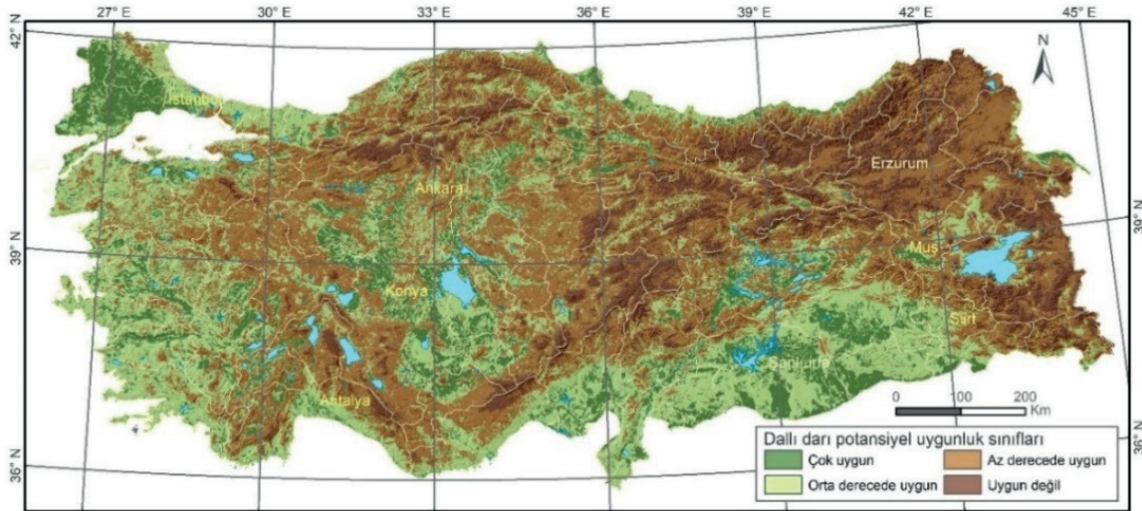 27° E 30° E 33° E 36° E 39° E 42° E 45° E
42° N
42° N
N
İstanbul
Erzurum
Ankara
39° N
39° N
Muş
Konya
Siirt
Şanlıurfa
Antalya
0 100 200
Km
36° N
36° N
Dallı darı potansiyel uygunluk sınıfları
Çok uygun
Az derecede uygun
Orta derecede uygun
Uygun değil